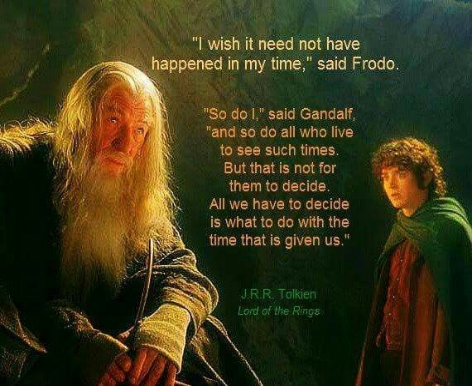 "I wish it need not have
happened in my time," said Frodo.
"So do I," said Gandalf,
"and so do all who live
to see such times.
But that is not for
them to decide.
All we have to decide
is what to do with the
time that is given us."
J.R.R. Tolkien
Lord of the Rings